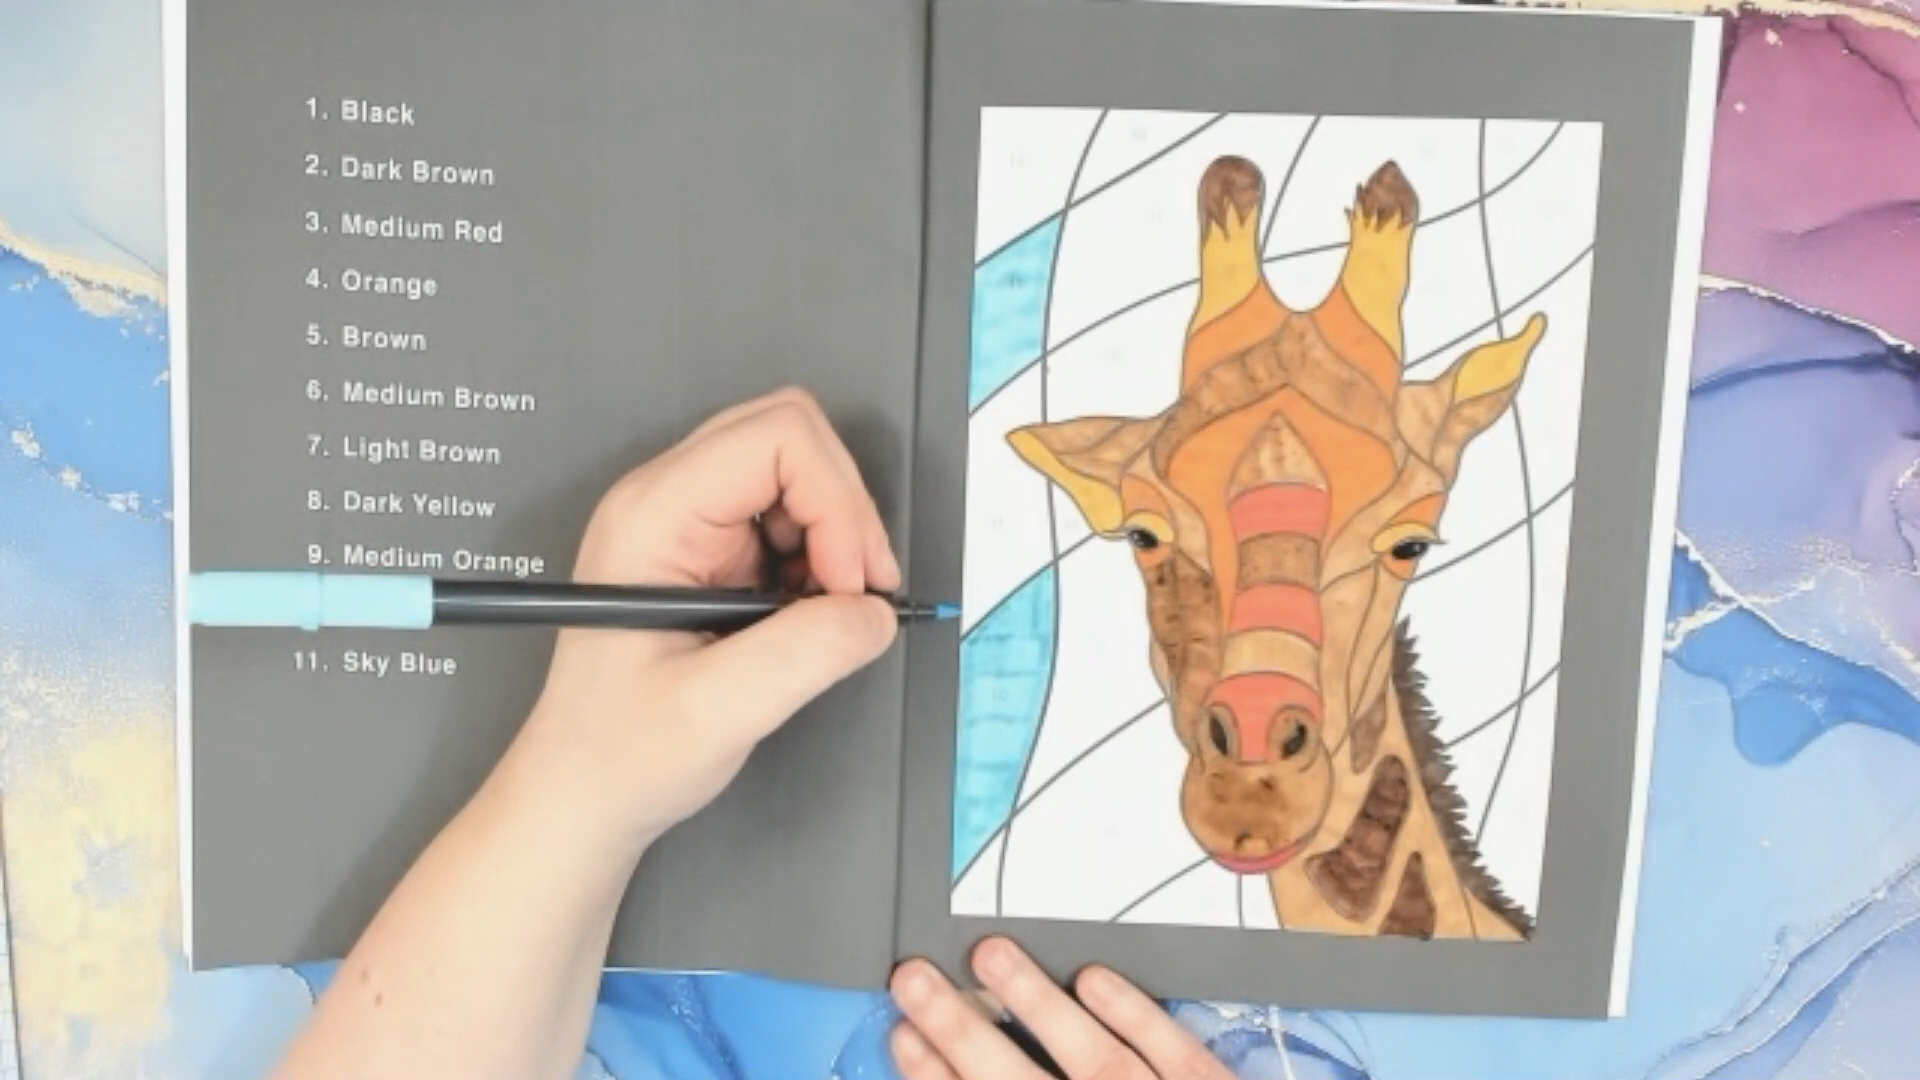 1. Black
2. Dark Brown
3. Medium Red
4. Orange
5. Brown
6. Medium Brown
7. Light Brown
8. Dark Yellow
9. Medium Orange
11. Sky Blue